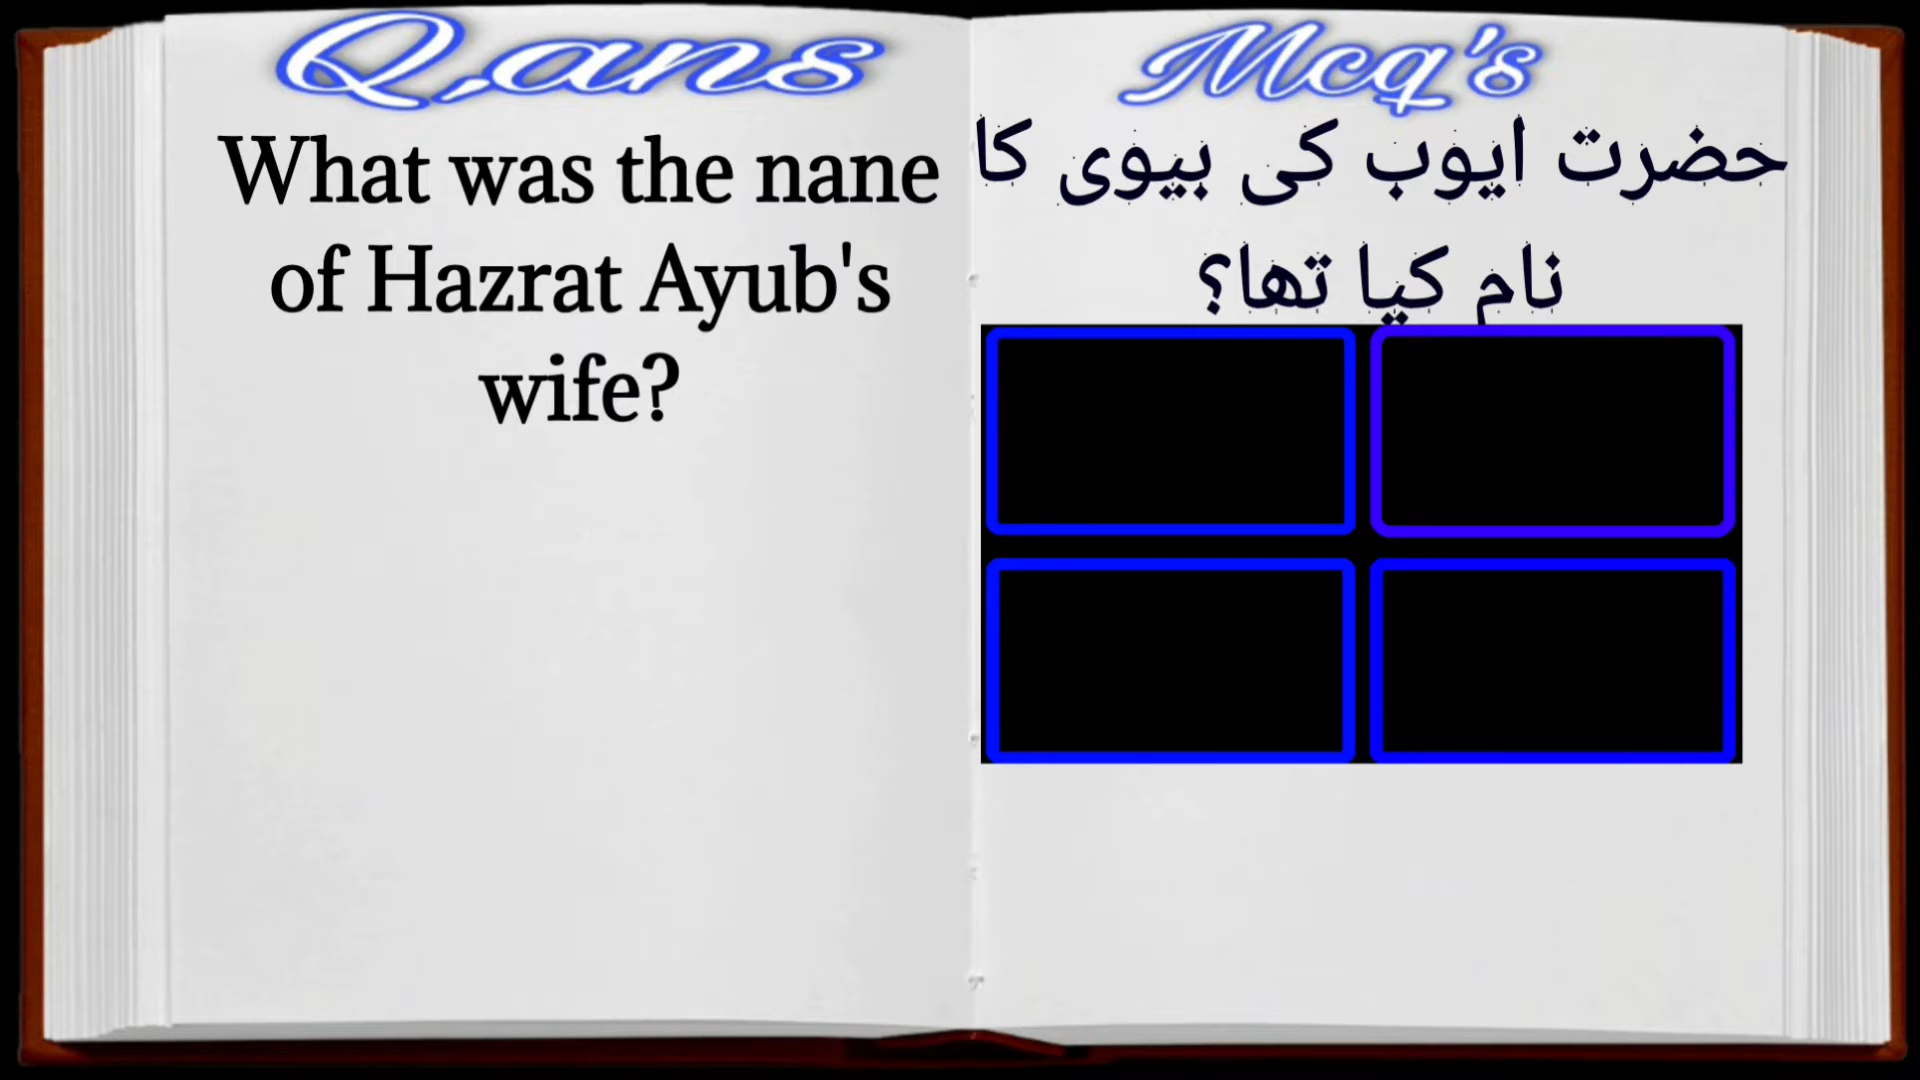 Q,ans
What was the nane
of Hazrat Ayub's
wife?
Mcq's
حضرت ایوب کی بیوی کا
نام کیا تھا؟